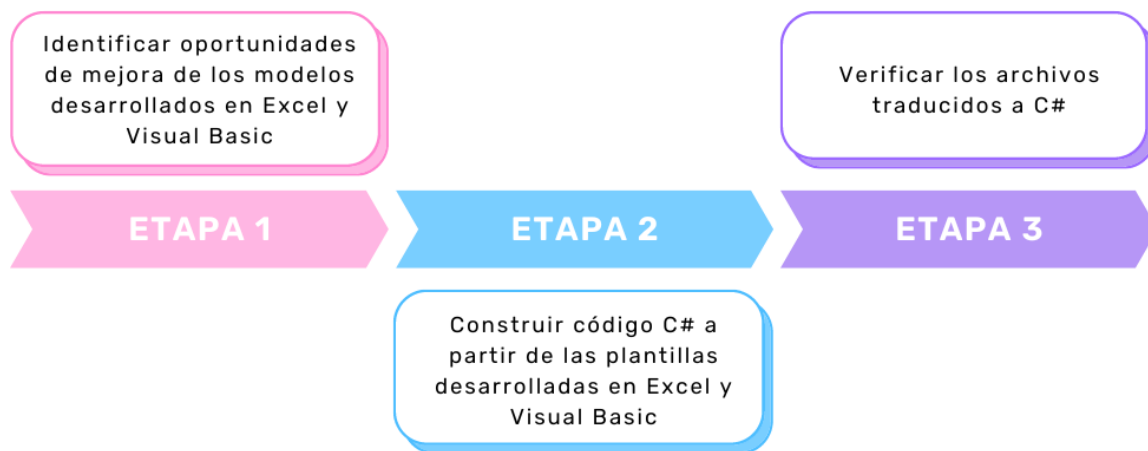 Identificar oportunidades
de mejora de los modelos
desarrollados en Excel y
Visual Basic
Verificar los archivos
traducidos a C#
ETAPA 1
ETAPA 2
ETAPA 3
Construir código C# a
partir de las plantillas
desarrolladas en Excel y
Visual Basic